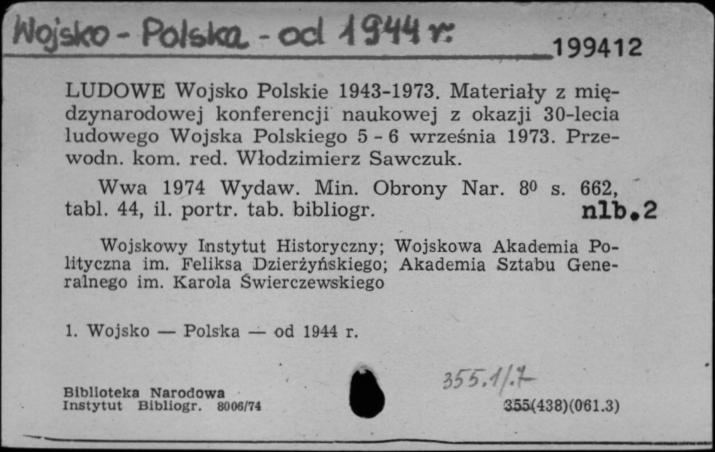 Wojsko - Polska - od 1944 r.
199412
LUDOWE Wojsko Polskie 1943-1973. Materiały z mię-
dzynarodowej konferencji naukowej z okazji 30-lecia
ludowego Wojska Polskiego 5 - 6 września 1973. Prze-
wodn. kom. red. Włodzimierz Sawczuk.
Wwa 1974 Wydaw. Min. Obrony Nar. 8⁰ s. 662,
tabl. 44, il. portr. tab. bibliogr. nlb.2
Wojskowy Instytut Historyczny; Wojskowa Akademia Po-
lityczna im. Feliksa Dzierżyńskiego; Akademia Sztabu Gene-
ralnego im. Karola Świerczewskiego
1. Wojsko — Polska — od 1944 r.
355.1/.7
Biblioteka Narodowa
Instytut Bibliogr. 8006/74 355(438)(061.3)